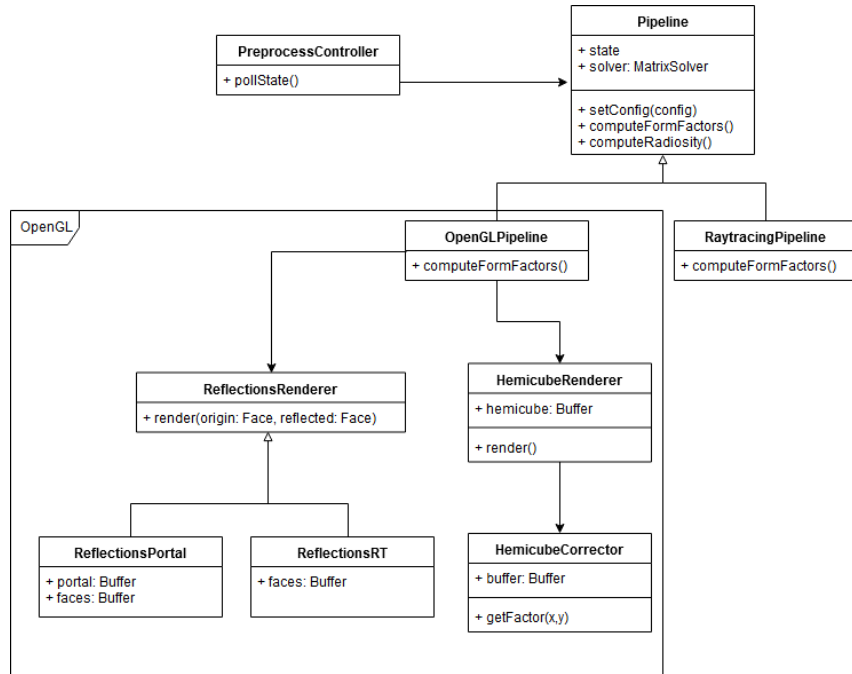 Pipeline
+ state
+ solver: MatrixSolver
+ setConfig(config)
+ computeFormFactors()
+ computeRadiosity()
PreprocessController
+ pollState()
OpenGL
OpenGLPipeline
+ computeFormFactors()
RaytracingPipeline
+ computeFormFactors()
ReflectionsRenderer
+ render(origin: Face, reflected: Face)
HemicubeRenderer
+ hemicube: Buffer
+ render()
ReflectionsPortal
+ portal: Buffer
+ faces: Buffer
ReflectionsRT
+ faces: Buffer
HemicubeCorrector
+ buffer: Buffer
+ getFactor(x,y)